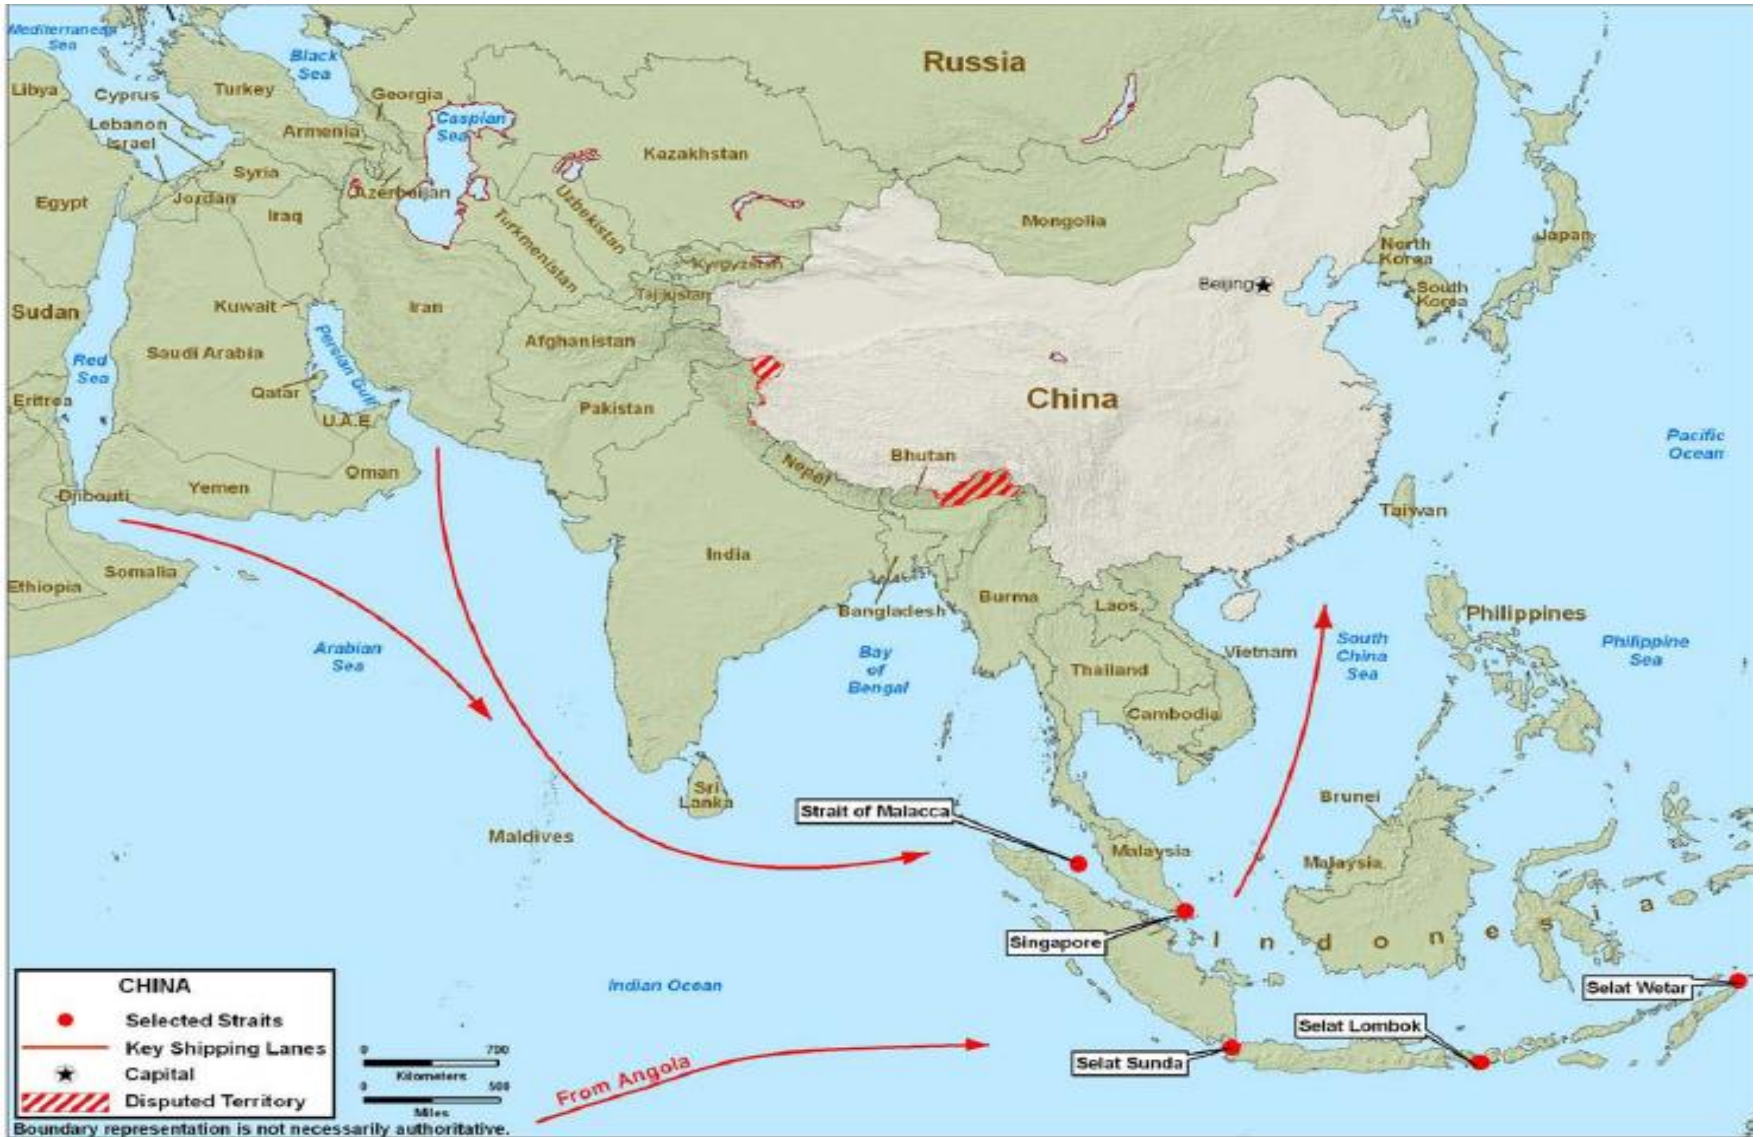 Mediterranean
Sea
Black
Sea
Russia
Libya
Cyprus
Turkey
Georgia
Caspian
Sea
Lebanon
Israel
Armenia
Kazakhstan
Syria
Azerbaijan
Uzbekistan
Egypt
Jordan
Iraq
Turkmenistan
Mongolia
Japan
North
Korea
Kyrgyzstan
Tajikistan
Beijing
South
Korea
Sudan
Kuwait
Iran
Afghanistan
Saudi Arabia
Persian Gulf
Red
Sea
Qatar
Eritrea
U.A.E.
Pakistan
China
Pacific
Ocean
Bhutan
Nepal
Oman
Yemen
Djibouti
Taiwan
India
Somalia
Ethiopia
Burma
Laos
Bangladesh
Philippines
Arabian
Sea
Bay
of
Bengal
Vietnam
South
China
Sea
Philippine
Sea
Thailand
Cambodia
Sri
Lanka
Brunei
Strait of Malacca
Maldives
Malaysia
Malaysia
Singapore
Indonesia
Indian Ocean
Selat Wetar
Selat Lombok
Selat Sunda
From Angola
CHINA
Selected Straits
Key Shipping Lanes
Capital
Disputed Territory
0 700
Kilometers
0 500
Miles
Boundary representation is not necessarily authoritative.